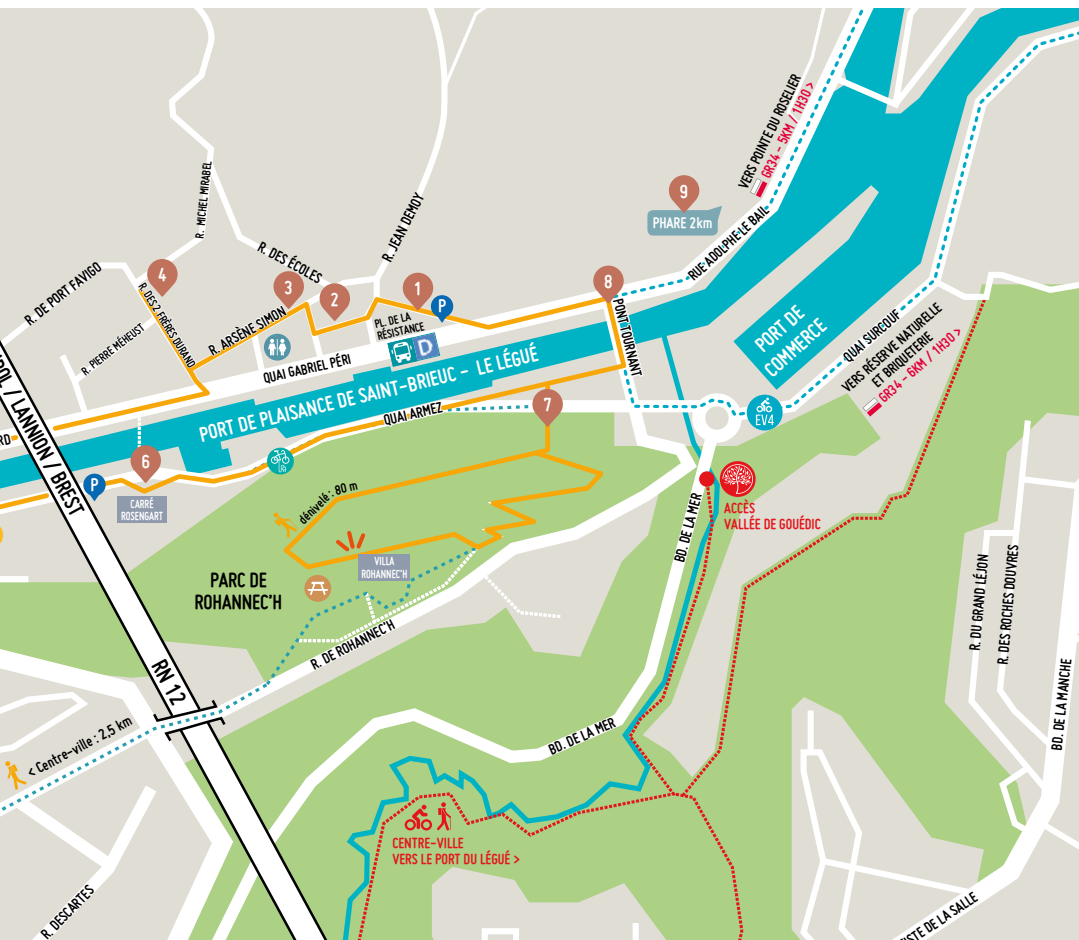 R. MICHEL MIRABEL
R. DES ÉCOLES
R. JEAN DEMOY
VERS POINTE DU ROSELIER
GR34 - 5KM / 1H30 >
9
PHARE 2km
RUE ADOLPHE LE BAIL
R. DE PORT FAVIGO
4
R. DES 2 FRÈRES DURAND
3
2
1
P
8
R. PIERRE MÉHEUST
R. ARSÈNE SIMON
PL. DE LA
RÉSISTANCE
D
QUAI GABRIEL PÉRI
PONT TOURNANT
PORT DE
COMMERCE
QUAI SURCOUF
VERS RÉSERVE NATURELLE
ET BRIQUETERIE
GR34 - 6KM / 1H30 >
PORT DE PLAISANCE DE SAINT-BRIEUC - LE LÉGUÉ
QUAI ARMEZ
7
EV4
RD
POL / LANNION / BREST
6
P
CARRÉ
ROSENGART
dénivelé : 80 m
VILLA
ROHANNEC'H
PARC DE
ROHANNEC'H
ACCÈS
VALLÉE DE GOUÉDIC
BD. DE LA MER
R. DE ROHANNEC'H
RN 12
< Centre-ville : 2,5 km
BD. DE LA MER
R. DU GRAND LÉJON
R. DES ROCHES DOUVRES
BD. DE LA MANCHE
CENTRE-VILLE
VERS LE PORT DU LÉGUÉ >
R. DESCARTES
ISTE DE LA SALLE